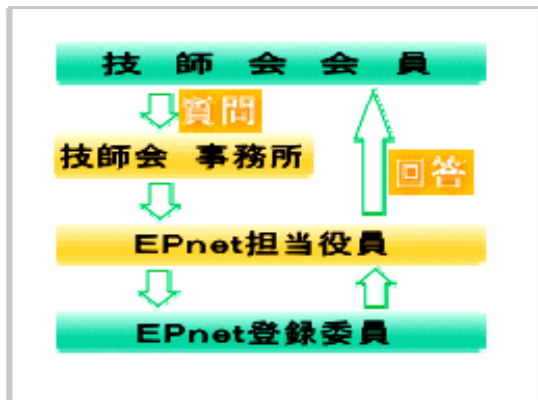 技師会会員
質問
技師会 事務所
回答
EPnet担当役員
EPnet登録委員